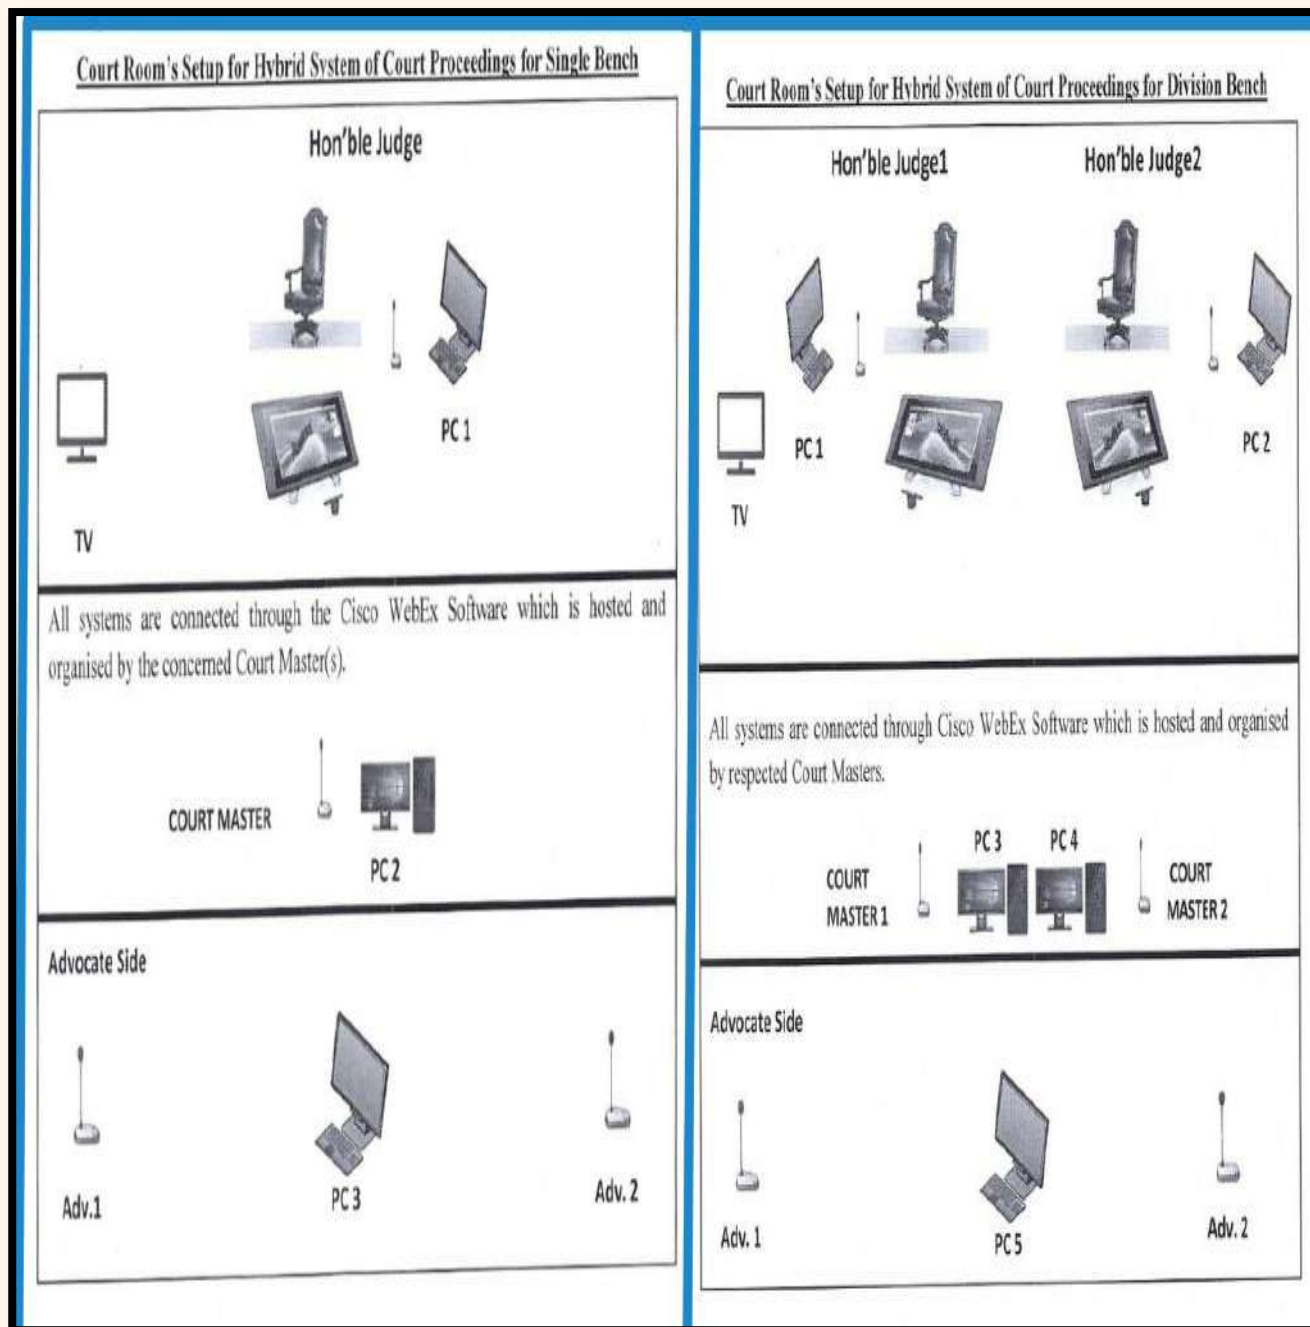 Court Room's Setup for Hybrid System of Court Proceedings for Single Bench
Hon'ble Judge
PC 1
TV
All systems are connected through the Cisco WebEx Software which is hosted and
organised by the concerned Court Master(s).
COURT MASTER
PC 2
Advocate Side
Adv.1
PC 3
Adv. 2
Court Room's Setup for Hybrid System of Court Proceedings for Division Bench
Hon'ble Judge1
Hon'ble Judge2
PC 1
PC 2
TV
All systems are connected through Cisco WebEx Software which is hosted and organised
by respected Court Masters.
PC 3
PC 4
COURT
MASTER 1
COURT
MASTER 2
Advocate Side
Adv. 1
PC 5
Adv. 2